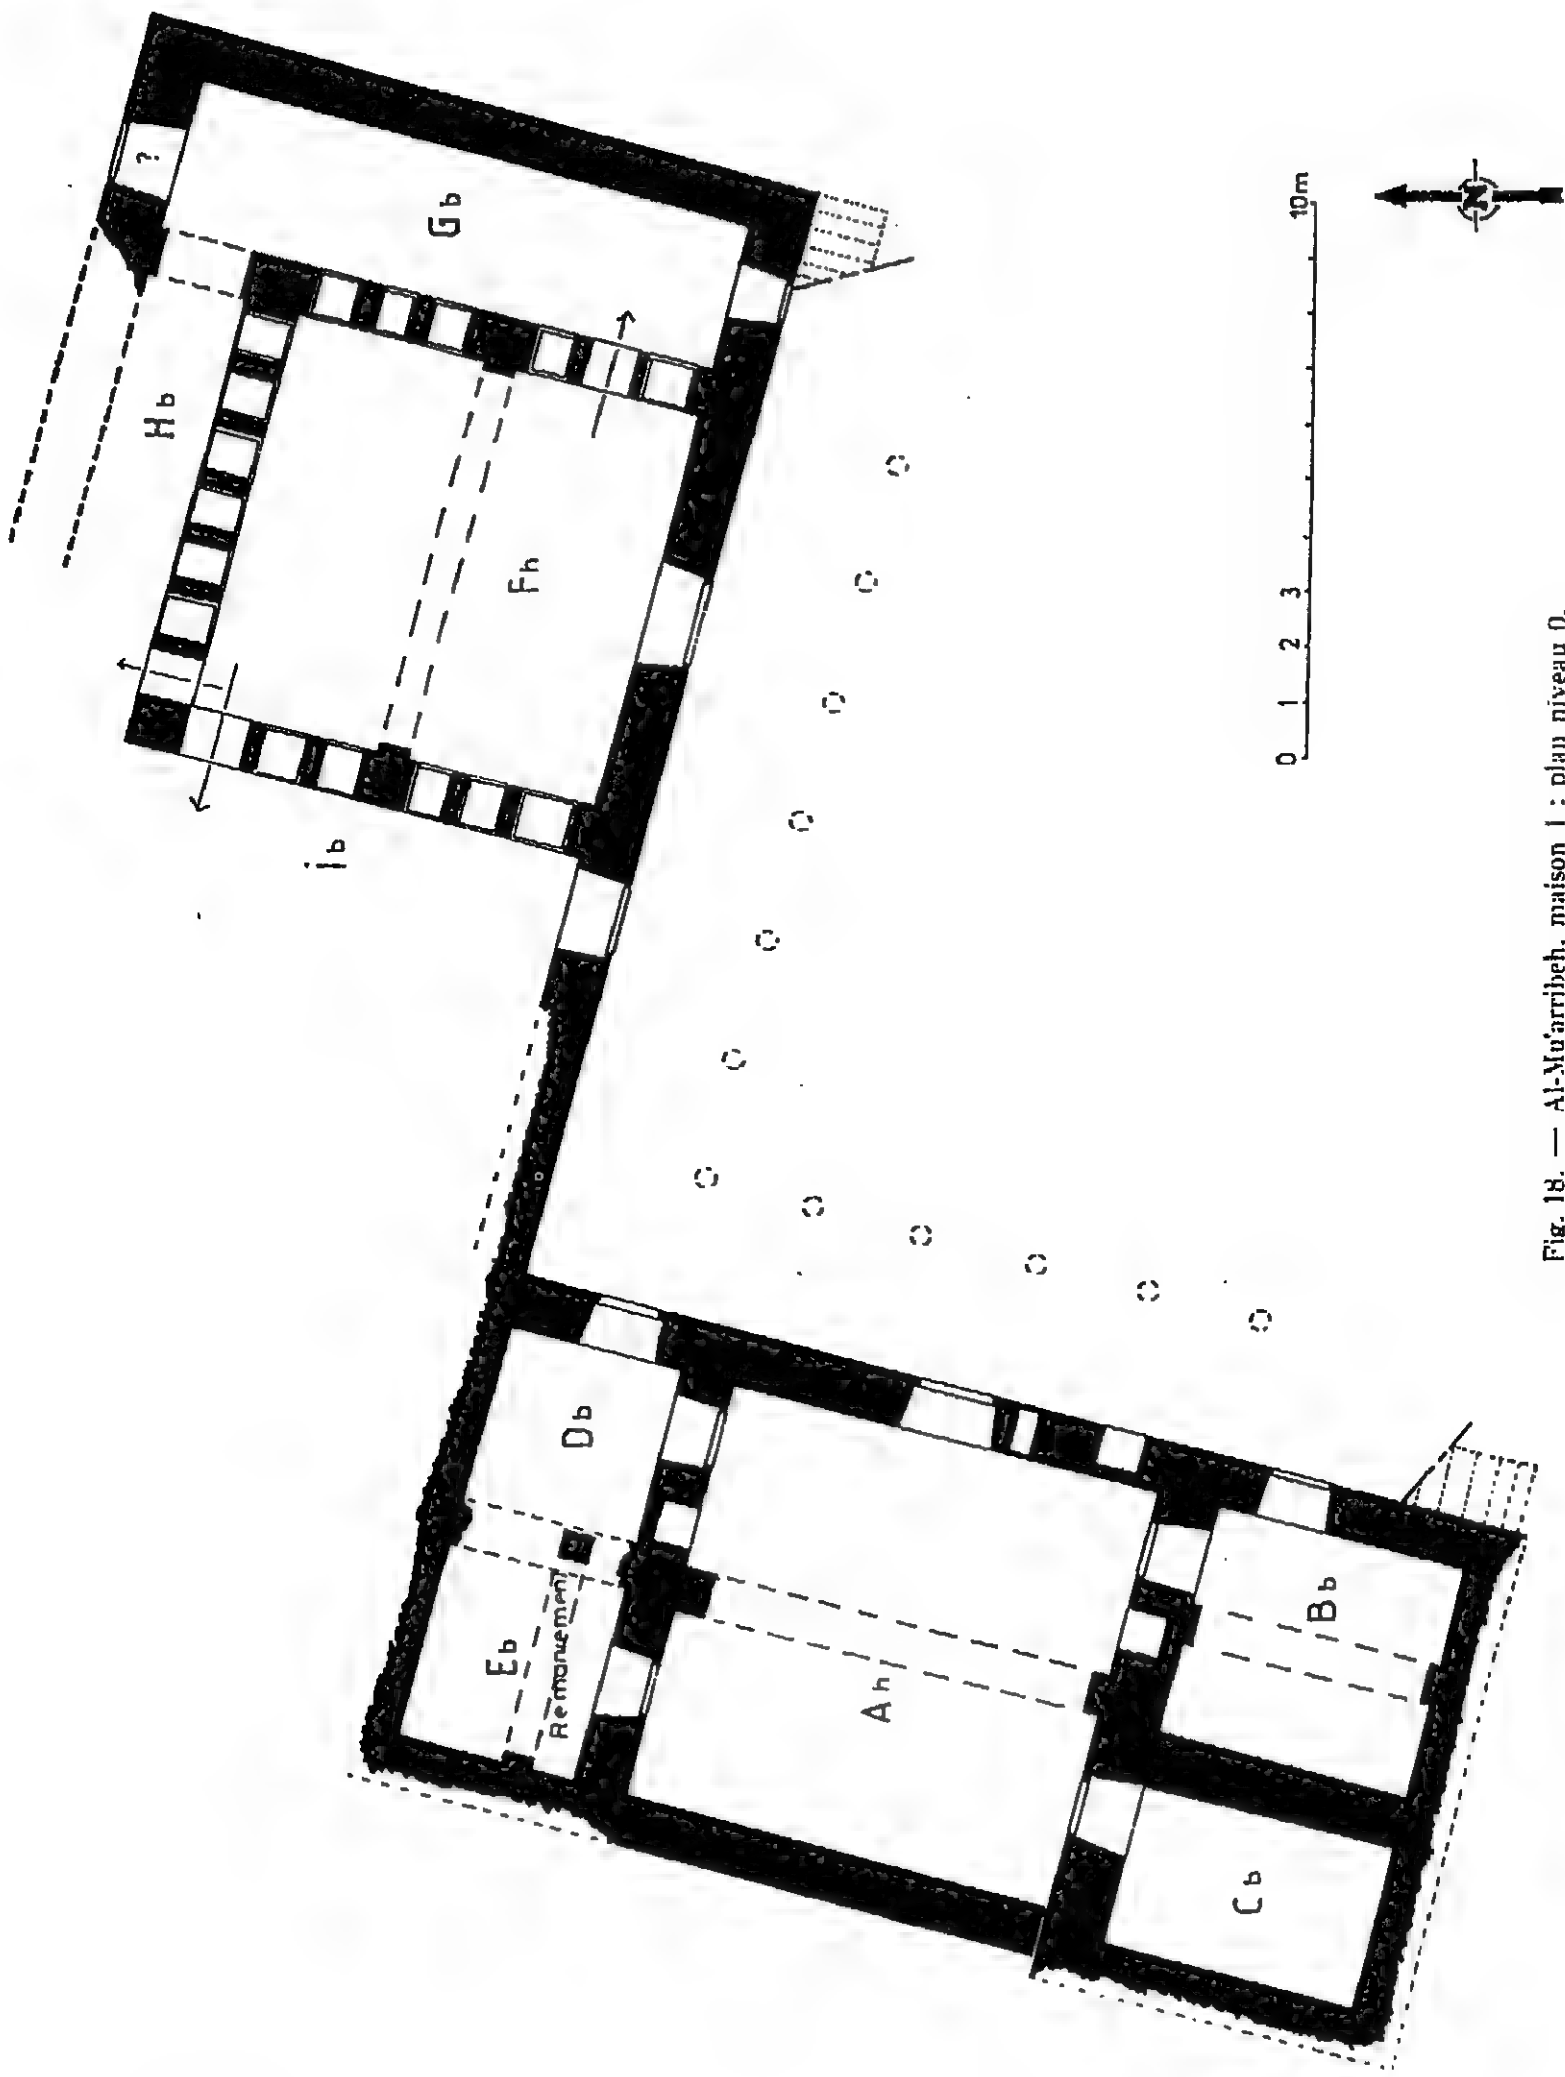 ?
Gb
Hb
Fh
ib
Db
Eb
Remaniement
Ah
Bb
Cb
0 1 2 3 10m
N
Fig. 18. — Al-Mu'arribeh, maison 1 : plan niveau 0.